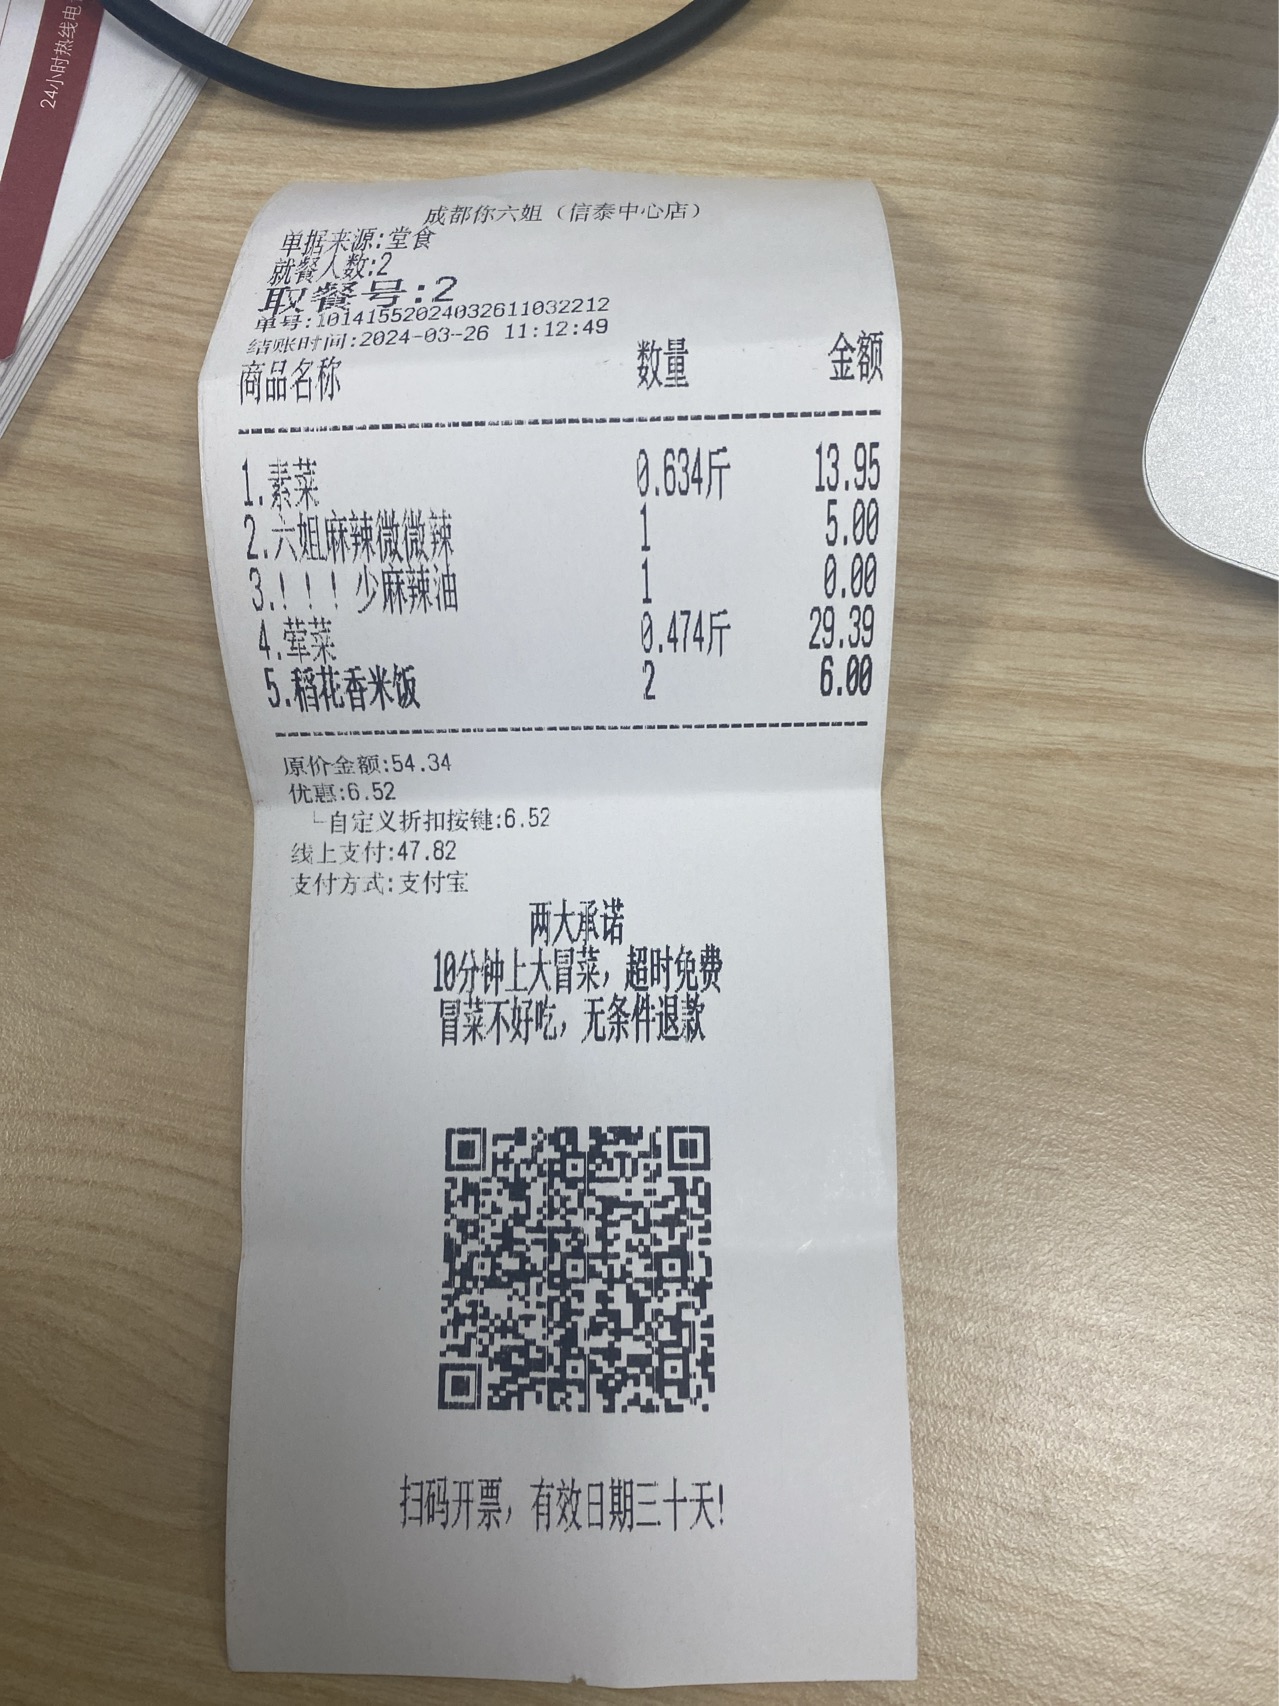 24小时热线电
成都你六姐（信泰中心店）
单据来源:堂食
就餐人数:2
取餐号:2
单号:10141552024032611032212
结账时间:2024-03-26 11:12:49
商品名称 数量 金额
1.素菜 0.634斤 13.95
2.六姐麻辣微微辣 1 5.00
3.！！！少麻辣油 1 0.00
4.荤菜 0.474斤 29.39
5.稻花香米饭 2 6.00
原价金额:54.34
优惠:6.52
└自定义折扣按键:6.52
线上支付:47.82
支付方式:支付宝
两大承诺
10分钟上大冒菜，超时免费
冒菜不好吃，无条件退款
扫码开票，有效日期三十天!